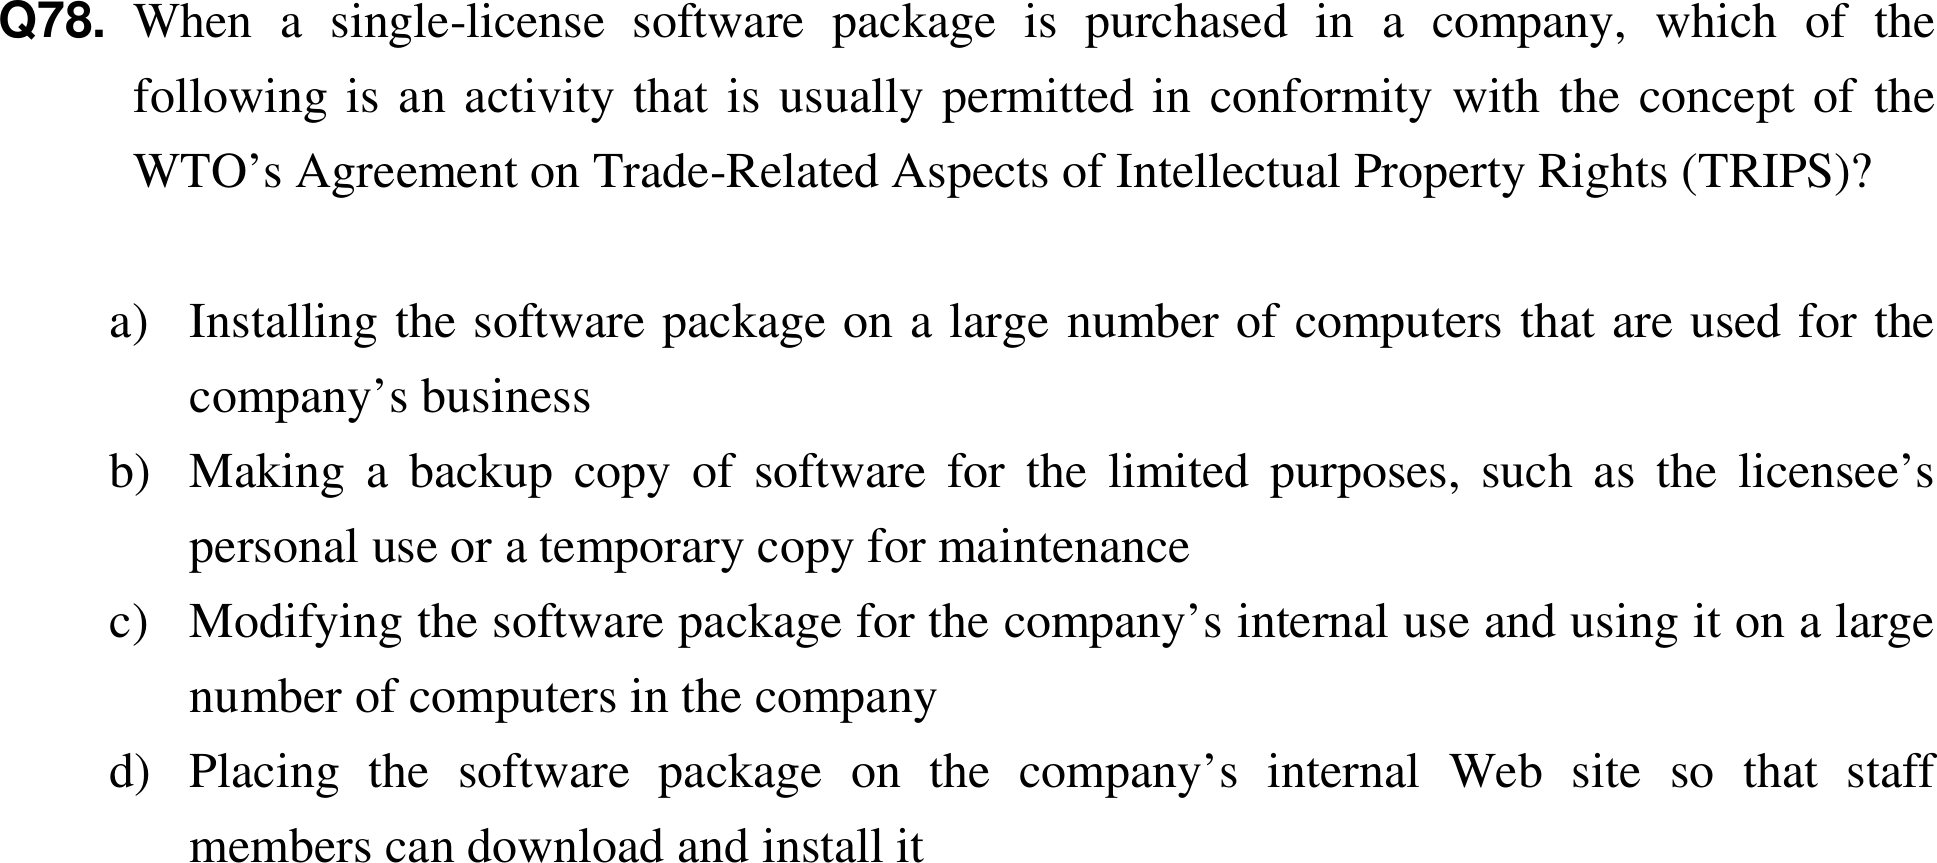 Q78. When a single-license software package is purchased in a company, which of the
following is an activity that is usually permitted in conformity with the concept of the
WTO’s Agreement on Trade-Related Aspects of Intellectual Property Rights (TRIPS)?
a) Installing the software package on a large number of computers that are used for the
company’s business
b) Making a backup copy of software for the limited purposes, such as the licensee’s
personal use or a temporary copy for maintenance
c) Modifying the software package for the company’s internal use and using it on a large
number of computers in the company
d) Placing the software package on the company’s internal Web site so that staff
members can download and install it